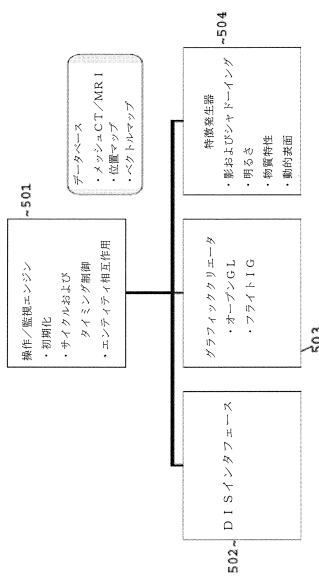 操作/監視エンジン
・初期化
・サイクルおよび
タイミング制御
・エンティティ相互作用
~501
データベース
・メッシュCT/MRI
・位置マップ
・ベクトルマップ
DISインタフェース
502~
グラフィッククリエータ
・オープンGL
・フライトIG
503
特徴発生器
・影およびシャドーイング
・明るさ
・物質特性
・動的表面
~504